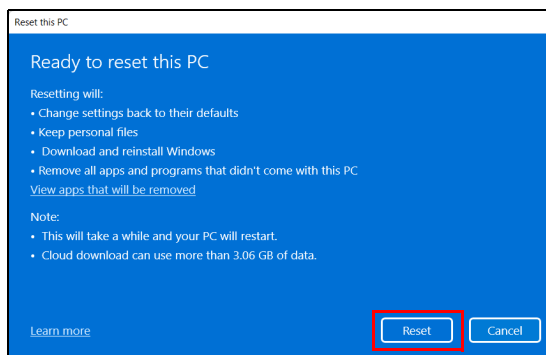 Reset this PC
Ready to reset this PC
Resetting will:
• Change settings back to their defaults
• Keep personal files
• Download and reinstall Windows
• Remove all apps and programs that didn't come with this PC
View apps that will be removed
Note:
• This will take a while and your PC will restart.
• Cloud download can use more than 3.06 GB of data.
Learn more Reset Cancel